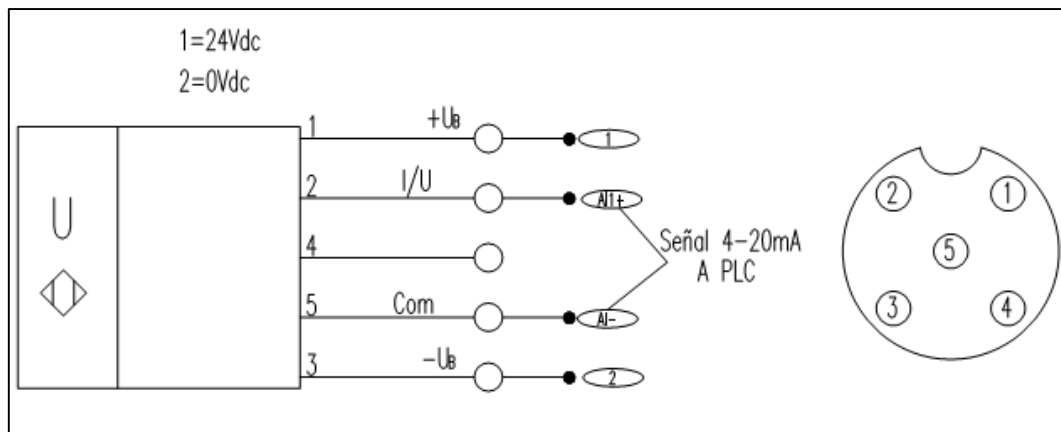 1=24Vdc
2=0Vdc
1 +UB 1
2 I/U AI1+
4
5 Com AI-
3 -UB 2
U
Señal 4-20mA
A PLC
2 1
5
3 4